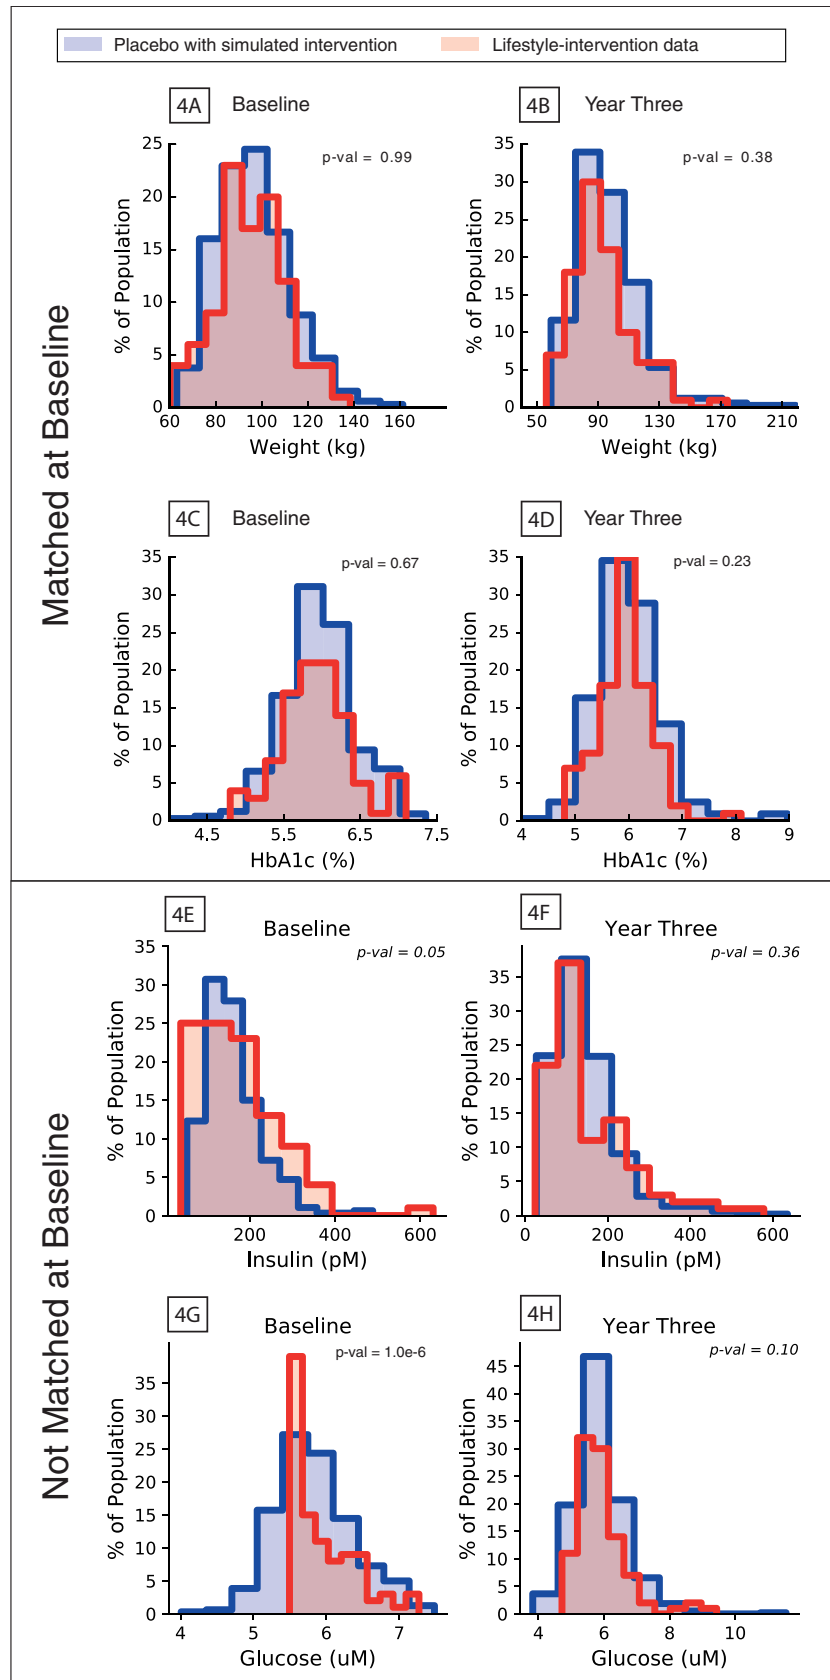 Placebo with simulated intervention Lifestyle-intervention data
Matched at Baseline
4A Baseline
p-val = 0.99
25
20
15
10
5
0
% of Population
60 80 100 120 140 160
Weight (kg)
4B Year Three
p-val = 0.38
35
30
25
20
15
10
5
0
% of Population
50 90 130 170 210
Weight (kg)
4C Baseline
p-val = 0.67
35
30
25
20
15
10
5
0
% of Population
4.5 5.5 6.5 7.5
HbA1c (%)
4D Year Three
p-val = 0.23
35
30
25
20
15
10
5
0
% of Population
4 5 6 7 8 9
HbA1c (%)
Not Matched at Baseline
4E
Baseline
p-val = 0.05
35
30
25
20
15
10
5
0
% of Population
200 400 600
Insulin (pM)
4F
Year Three
p-val = 0.36
35
30
25
20
15
10
5
0
% of Population
0 200 400 600
Insulin (pM)
4G
Baseline
p-val = 1.0e-6
35
30
25
20
15
10
5
0
% of Population
4 5 6 7
Glucose (uM)
4H
Year Three
p-val = 0.10
45
40
35
30
25
20
15
10
5
0
% of Population
4 6 8 10
Glucose (uM)